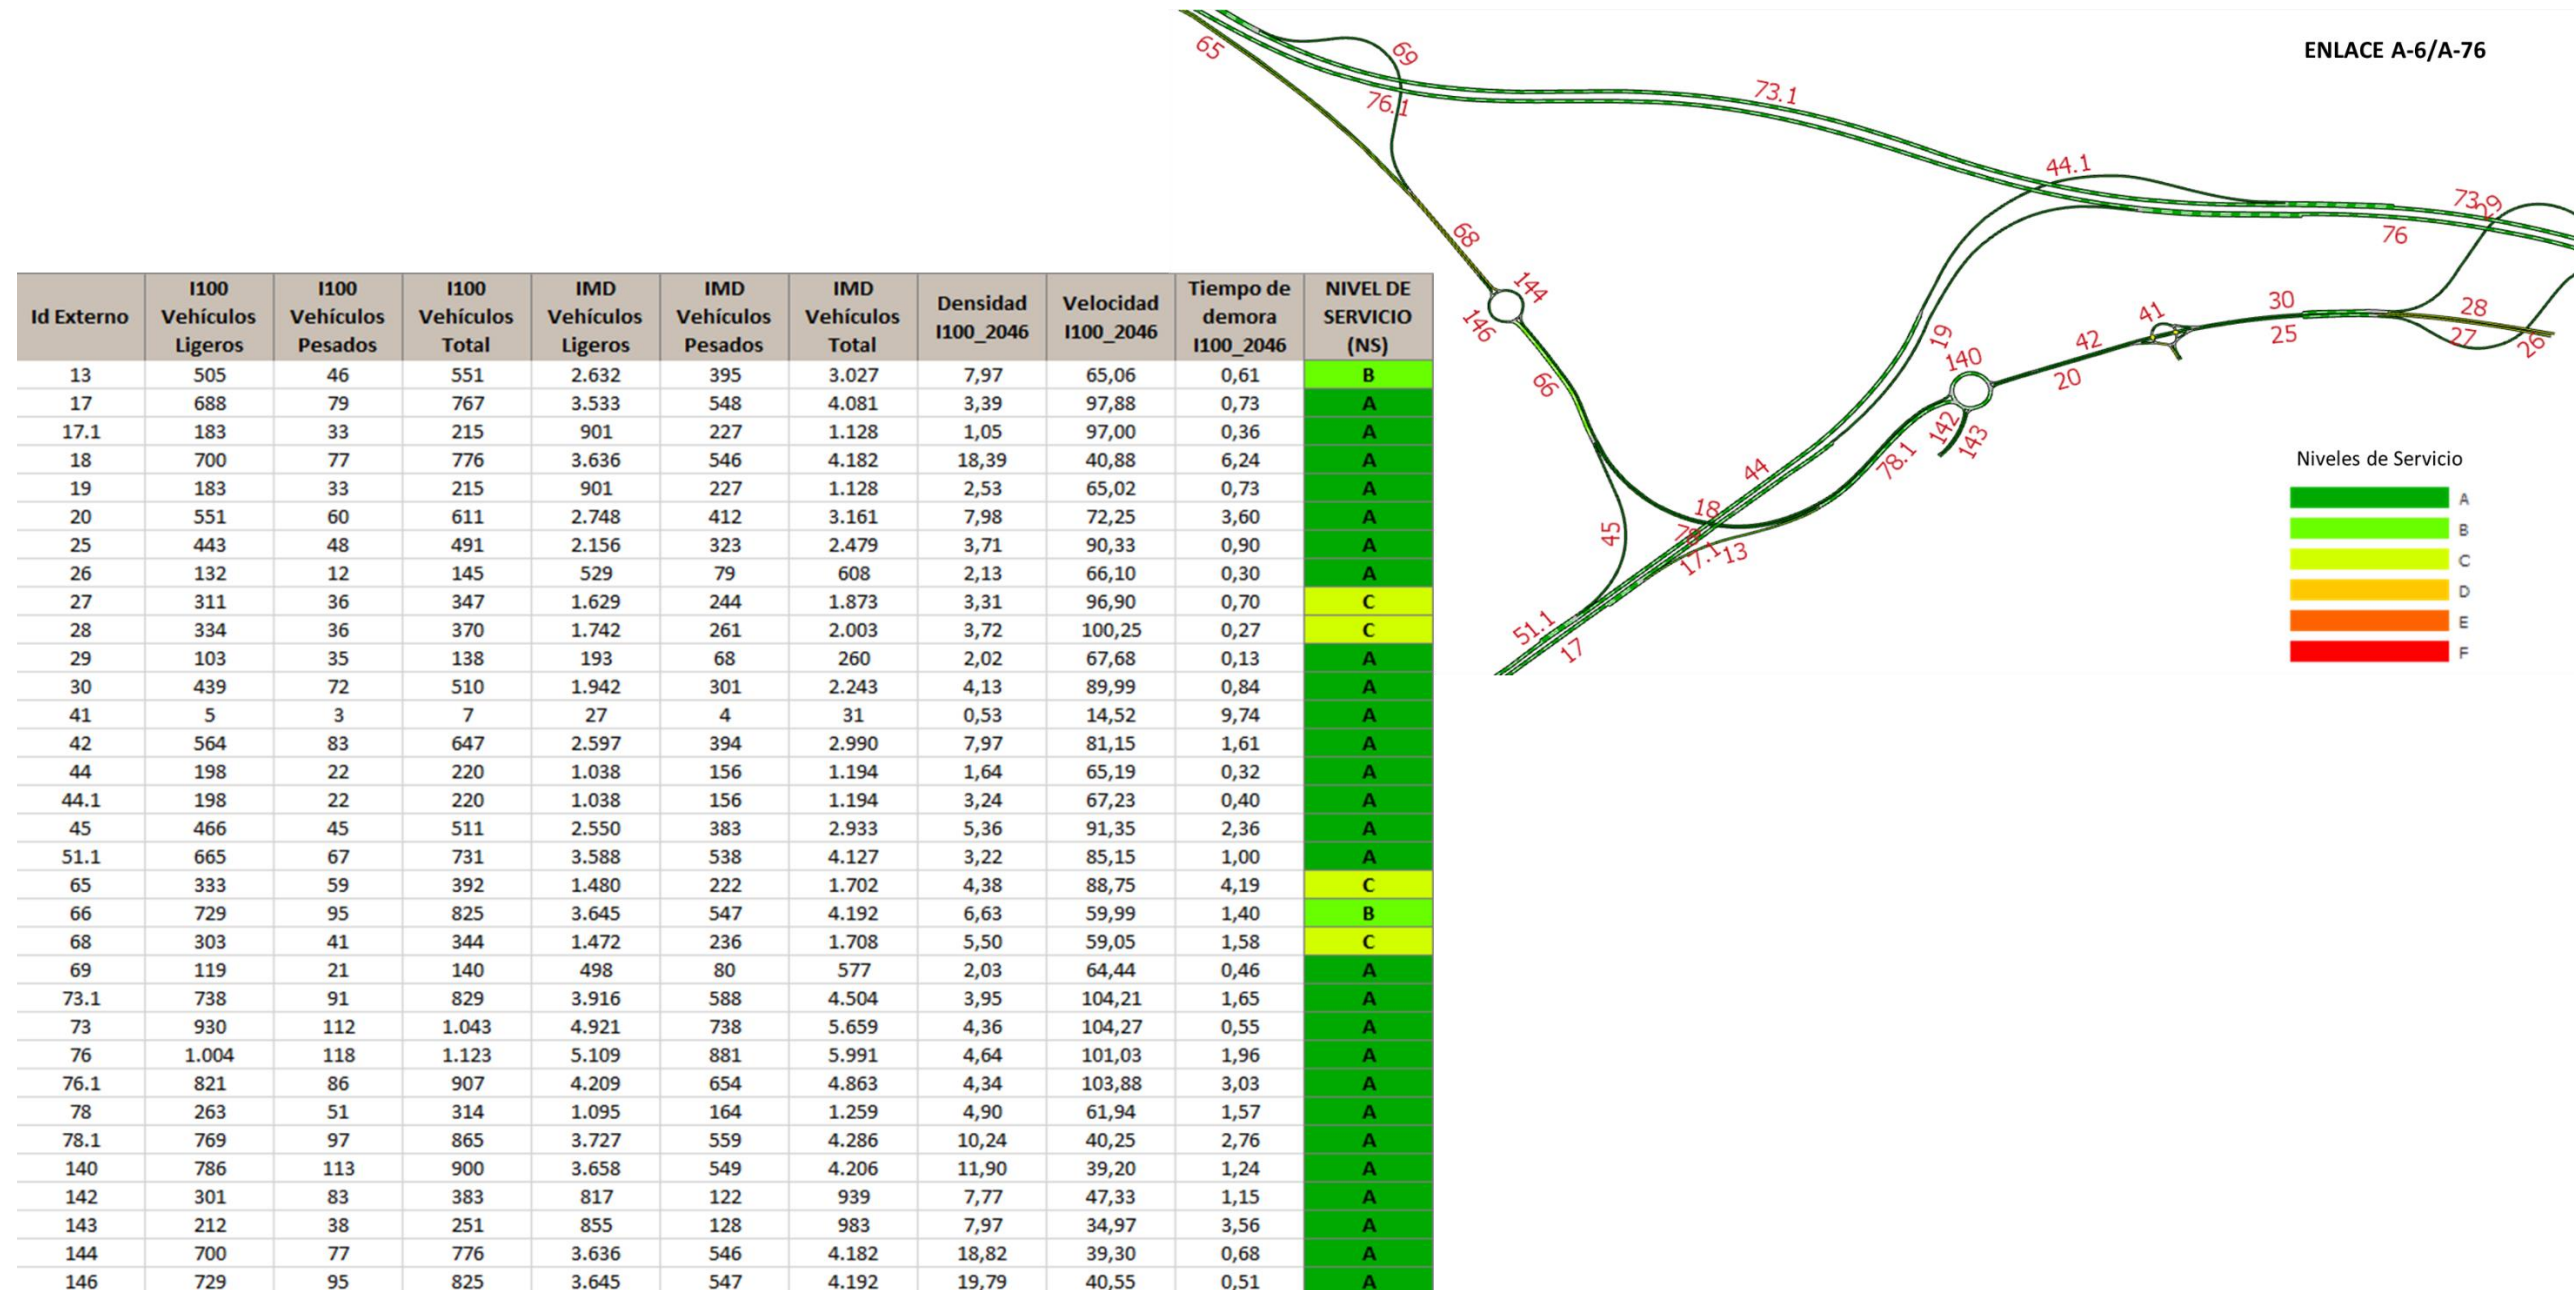 ENLACE A-6/A-76
65
69
76.1
73.1
44.1
73
29
76
68
144
146
66
19
140
42
20
41
30
25
28
27
26
142
143
78.1
44
18
78
17.1
13
45
51.1
17
Niveles de Servicio
A
B
C
D
E
F
Id Externo I100 Vehículos Ligeros I100 Vehículos Pesados I100 Vehículos Total IMD Vehículos Ligeros IMD Vehículos Pesados IMD Vehículos Total Densidad I100_2046 Velocidad I100_2046 Tiempo de demora I100_2046 NIVEL DE SERVICIO (NS)
13 505 46 551 2.632 395 3.027 7,97 65,06 0,61 B
17 688 79 767 3.533 548 4.081 3,39 97,88 0,73 A
17.1 183 33 215 901 227 1.128 1,05 97,00 0,36 A
18 700 77 776 3.636 546 4.182 18,39 40,88 6,24 A
19 183 33 215 901 227 1.128 2,53 65,02 0,73 A
20 551 60 611 2.748 412 3.161 7,98 72,25 3,60 A
25 443 48 491 2.156 323 2.479 3,71 90,33 0,90 A
26 132 12 145 529 79 608 2,13 66,10 0,30 A
27 311 36 347 1.629 244 1.873 3,31 96,90 0,70 C
28 334 36 370 1.742 261 2.003 3,72 100,25 0,27 C
29 103 35 138 193 68 260 2,02 67,68 0,13 A
30 439 72 510 1.942 301 2.243 4,13 89,99 0,84 A
41 5 3 7 27 4 31 0,53 14,52 9,74 A
42 564 83 647 2.597 394 2.990 7,97 81,15 1,61 A
44 198 22 220 1.038 156 1.194 1,64 65,19 0,32 A
44.1 198 22 220 1.038 156 1.194 3,24 67,23 0,40 A
45 466 45 511 2.550 383 2.933 5,36 91,35 2,36 A
51.1 665 67 731 3.588 538 4.127 3,22 85,15 1,00 A
65 333 59 392 1.480 222 1.702 4,38 88,75 4,19 C
66 729 95 825 3.645 547 4.192 6,63 59,99 1,40 B
68 303 41 344 1.472 236 1.708 5,50 59,05 1,58 C
69 119 21 140 498 80 577 2,03 64,44 0,46 A
73.1 738 91 829 3.916 588 4.504 3,95 104,21 1,65 A
73 930 112 1.043 4.921 738 5.659 4,36 104,27 0,55 A
76 1.004 118 1.123 5.109 881 5.991 4,64 101,03 1,96 A
76.1 821 86 907 4.209 654 4.863 4,34 103,88 3,03 A
78 263 51 314 1.095 164 1.259 4,90 61,94 1,57 A
78.1 769 97 865 3.727 559 4.286 10,24 40,25 2,76 A
140 786 113 900 3.658 549 4.206 11,90 39,20 1,24 A
142 301 83 383 817 122 939 7,77 47,33 1,15 A
143 212 38 251 855 128 983 7,97 34,97 3,56 A
144 700 77 776 3.636 546 4.182 18,82 39,30 0,68 A
146 729 95 825 3.645 547 4.192 19,79 40,55 0,51 A